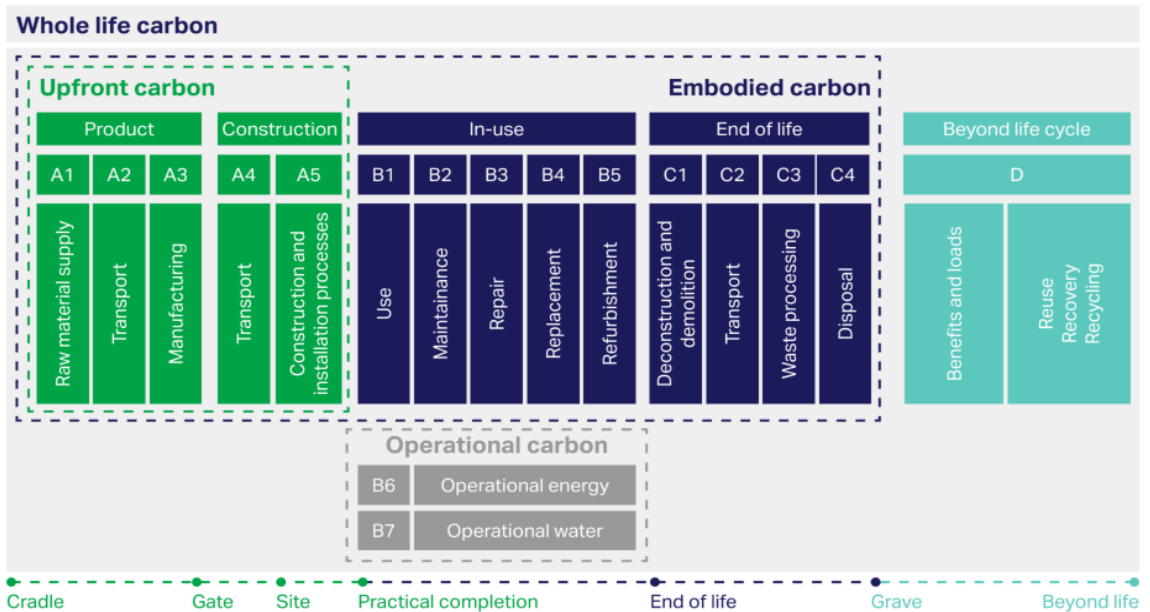 Whole life carbon
Upfront carbon
Embodied carbon
Product
Construction
In-use
End of life
Beyond life cycle
A1
A2
A3
A4
A5
B1
B2
B3
B4
B5
C1
C2
C3
C4
D
Raw material supply
Transport
Manufacturing
Transport
Construction and
installation processes
Use
Maintainance
Repair
Replacement
Refurbishment
Deconstruction and
demolition
Transport
Waste processing
Disposal
Benefits and loads
Reuse
Recovery
Recycling
Operational carbon
B6
Operational energy
B7
Operational water
Cradle
Gate
Site
Practical completion
End of life
Grave
Beyond life